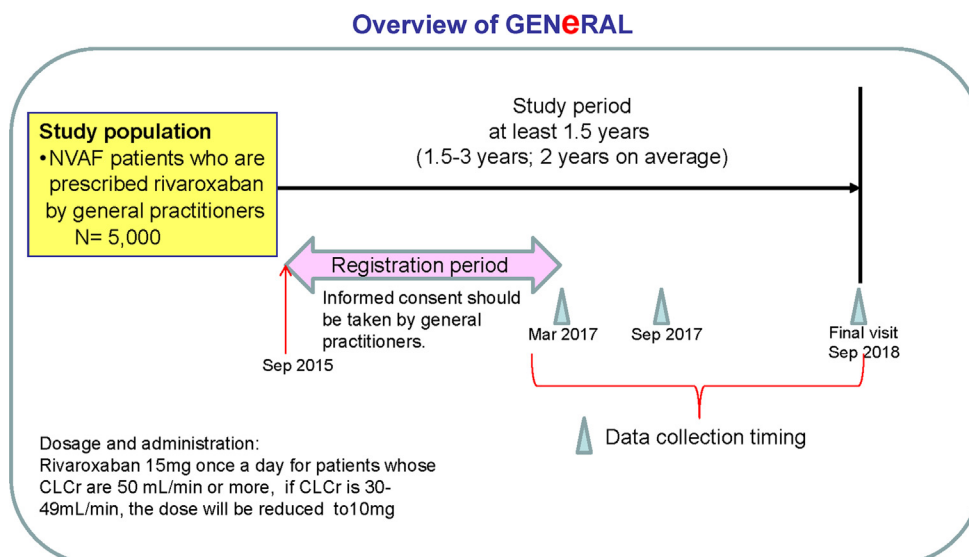 Overview of GENeRAL
Study population
•NVAF patients who are
prescribed rivaroxaban
by general practitioners
N= 5,000
Study period
at least 1.5 years
(1.5-3 years; 2 years on average)
Registration period
Informed consent should
be taken by general
practitioners.
Sep 2015
Mar 2017
Sep 2017
Final visit
Sep 2018
Data collection timing
Dosage and administration:
Rivaroxaban 15mg once a day for patients whose
CLCr are 50 mL/min or more, if CLCr is 30-
49mL/min, the dose will be reduced to10mg